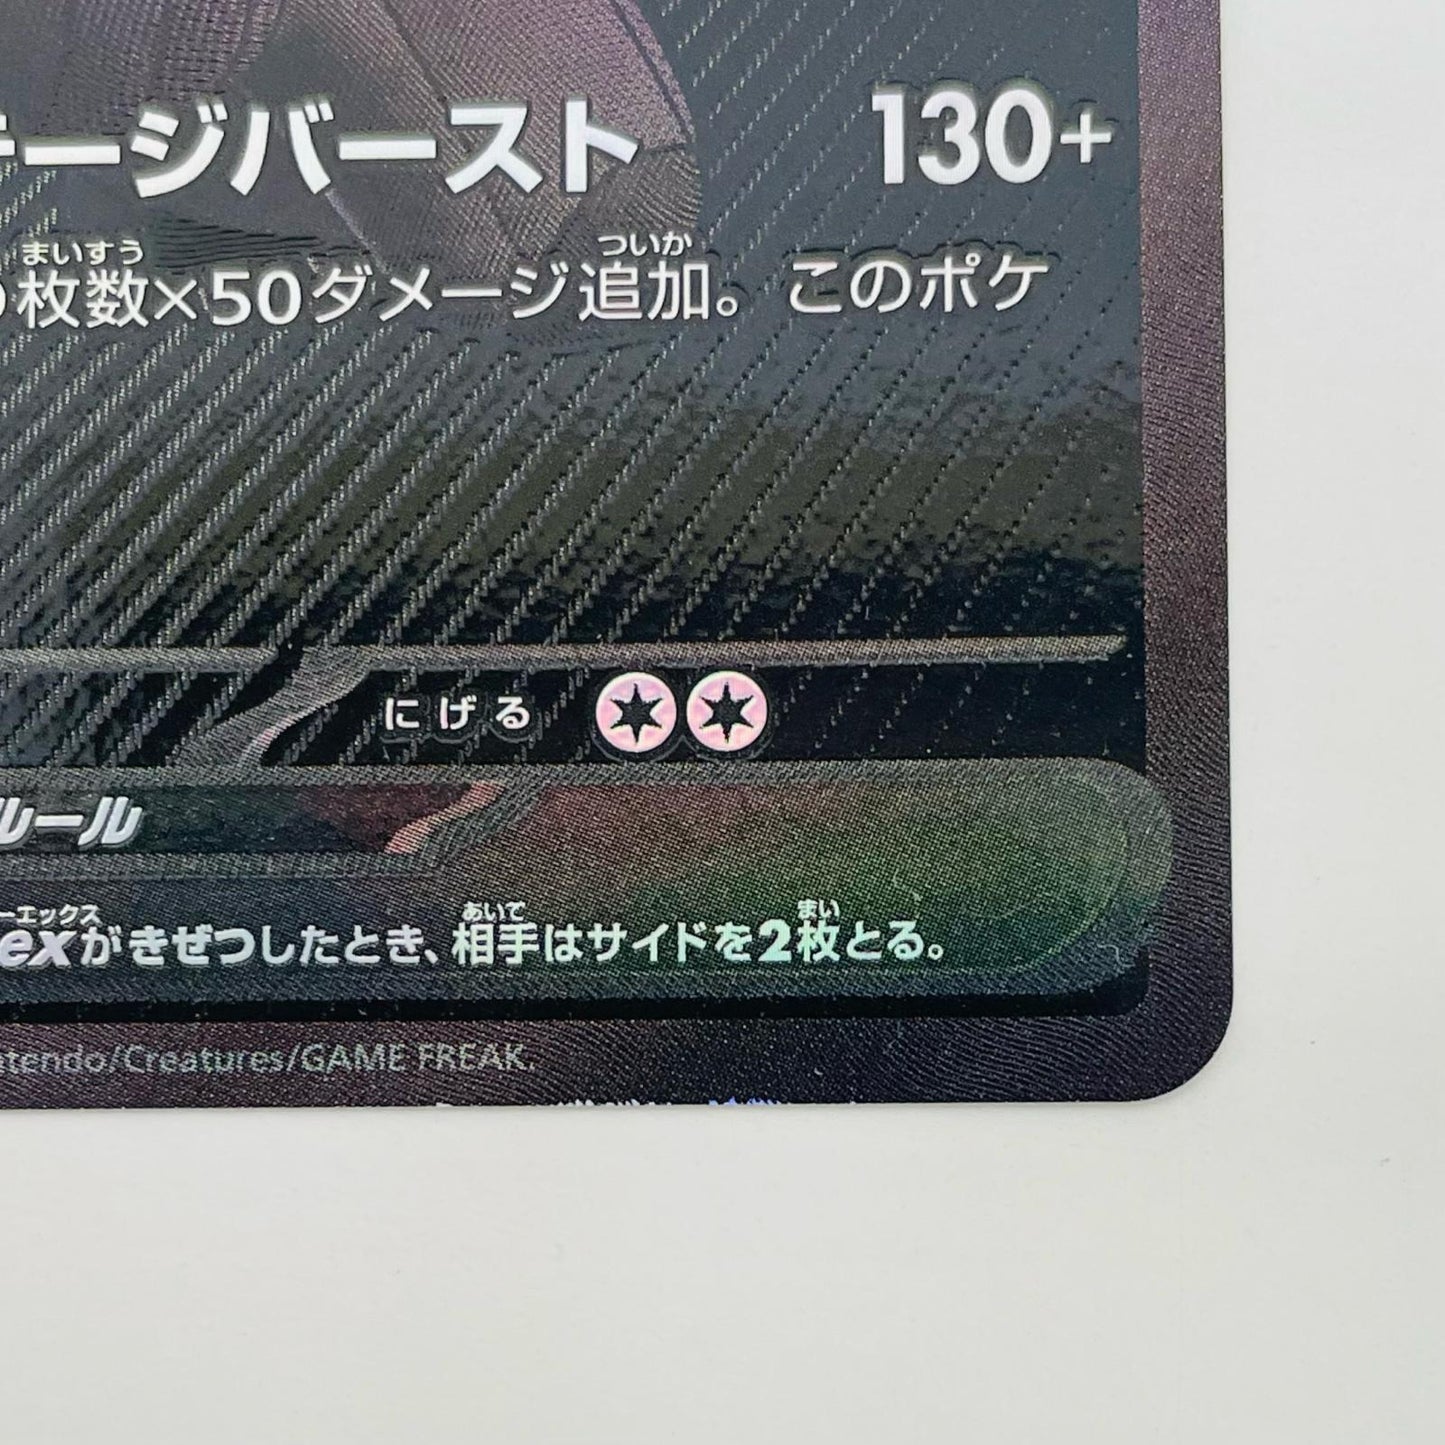 ージバースト 130+
まいすう ついか
枚数×50ダメージ追加。このポケ
にげる
ルール
ーエックス あいて まい
exがきぜつしたとき、相手はサイドを2枚とる。
ntendo/Creatures/GAME FREAK.